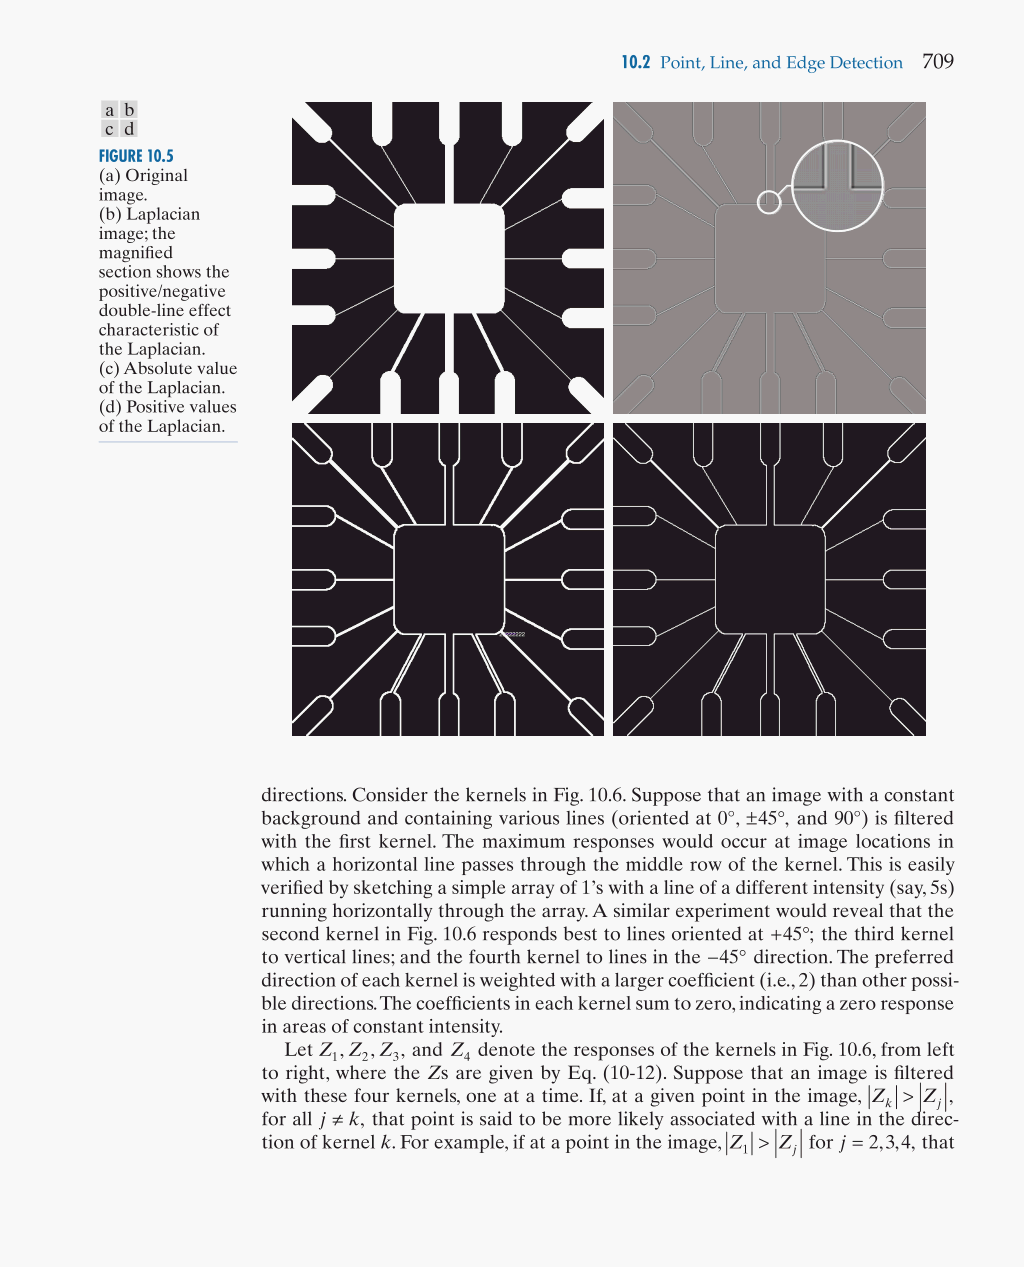 10.2 Point, Line, and Edge Detection 709
a b
c d
FIGURE 10.5
(a) Original
image.
(b) Laplacian
image; the
magnified
section shows the
positive/negative
double-line effect
characteristic of
the Laplacian.
(c) Absolute value
of the Laplacian.
(d) Positive values
of the Laplacian.
directions. Consider the kernels in Fig. 10.6. Suppose that an image with a constant
background and containing various lines (oriented at 0°, ±45°, and 90°) is filtered
with the first kernel. The maximum responses would occur at image locations in
which a horizontal line passes through the middle row of the kernel. This is easily
verified by sketching a simple array of 1’s with a line of a different intensity (say, 5s)
running horizontally through the array. A similar experiment would reveal that the
second kernel in Fig. 10.6 responds best to lines oriented at +45°; the third kernel
to vertical lines; and the fourth kernel to lines in the −45° direction. The preferred
direction of each kernel is weighted with a larger coefficient (i.e., 2) than other possi-
ble directions. The coefficients in each kernel sum to zero, indicating a zero response
in areas of constant intensity.
Let Z₁, Z₂, Z₃, and Z₄ denote the responses of the kernels in Fig. 10.6, from left
to right, where the Zs are given by Eq. (10-12). Suppose that an image is filtered
with these four kernels, one at a time. If, at a given point in the image, |Zₖ| > |Zⱼ|,
for all j ≠ k, that point is said to be more likely associated with a line in the direc-
tion of kernel k. For example, if at a point in the image, |Z₁| > |Zⱼ| for j = 2,3,4, that